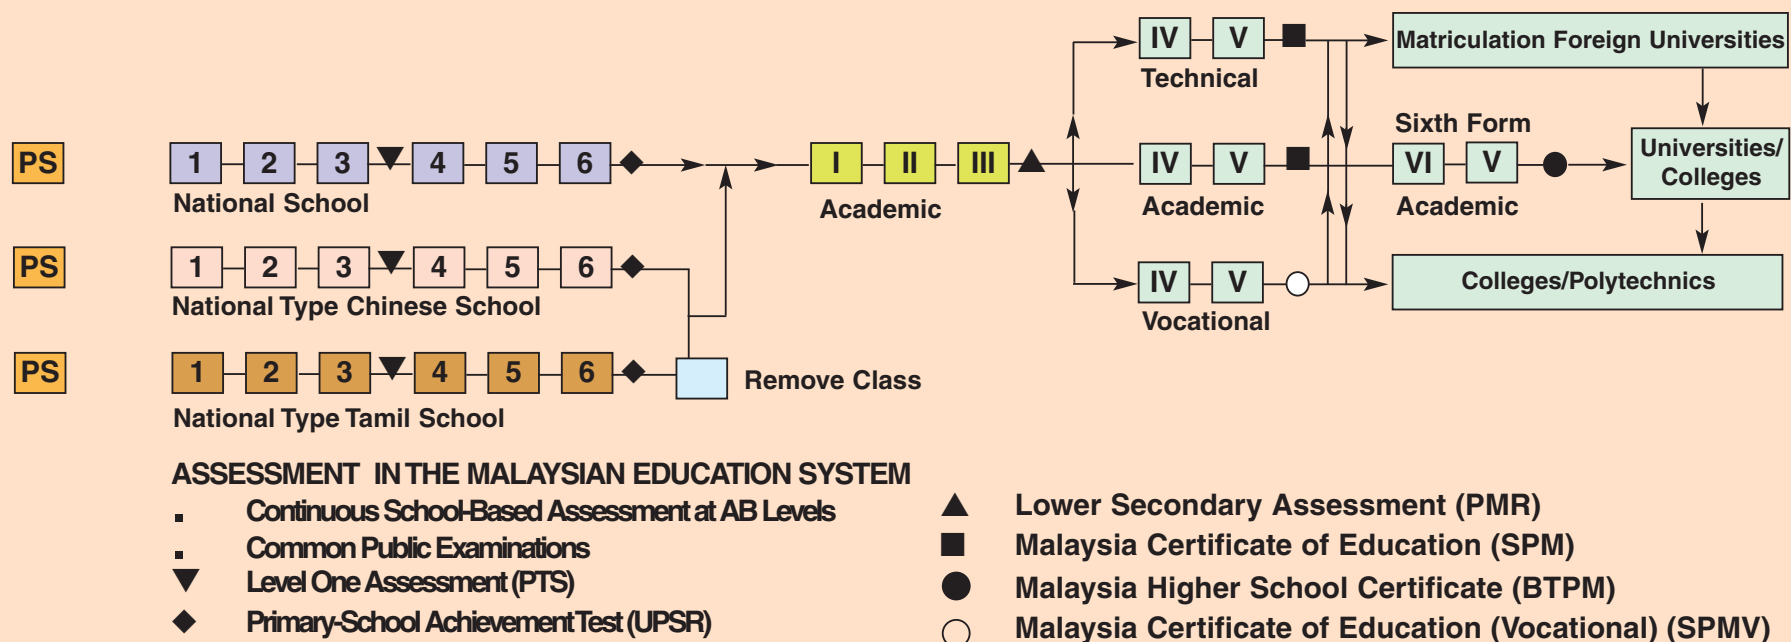 IV V
Technical
Matriculation Foreign Universities
PS 1 2 3 4 5 6
National School
I II III
Academic
IV V
Academic
Sixth Form
VI V
Academic
Universities/
Colleges
PS 1 2 3 4 5 6
National Type Chinese School
IV V
Vocational
Colleges/Polytechnics
PS 1 2 3 4 5 6
National Type Tamil School
Remove Class
ASSESSMENT IN THE MALAYSIAN EDUCATION SYSTEM
Continuous School-Based Assessment at AB Levels
Common Public Examinations
Level One Assessment (PTS)
Primary-School Achievement Test (UPSR)
Lower Secondary Assessment (PMR)
Malaysia Certificate of Education (SPM)
Malaysia Higher School Certificate (BTPM)
Malaysia Certificate of Education (Vocational) (SPMV)